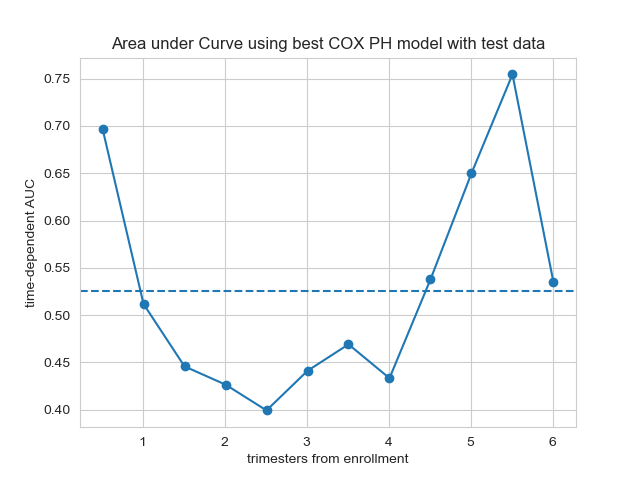 Area under Curve using best COX PH model with test data
0.75
0.70
0.65
0.60
0.55
0.50
0.45
0.40
time-dependent AUC
1 2 3 4 5 6
trimesters from enrollment